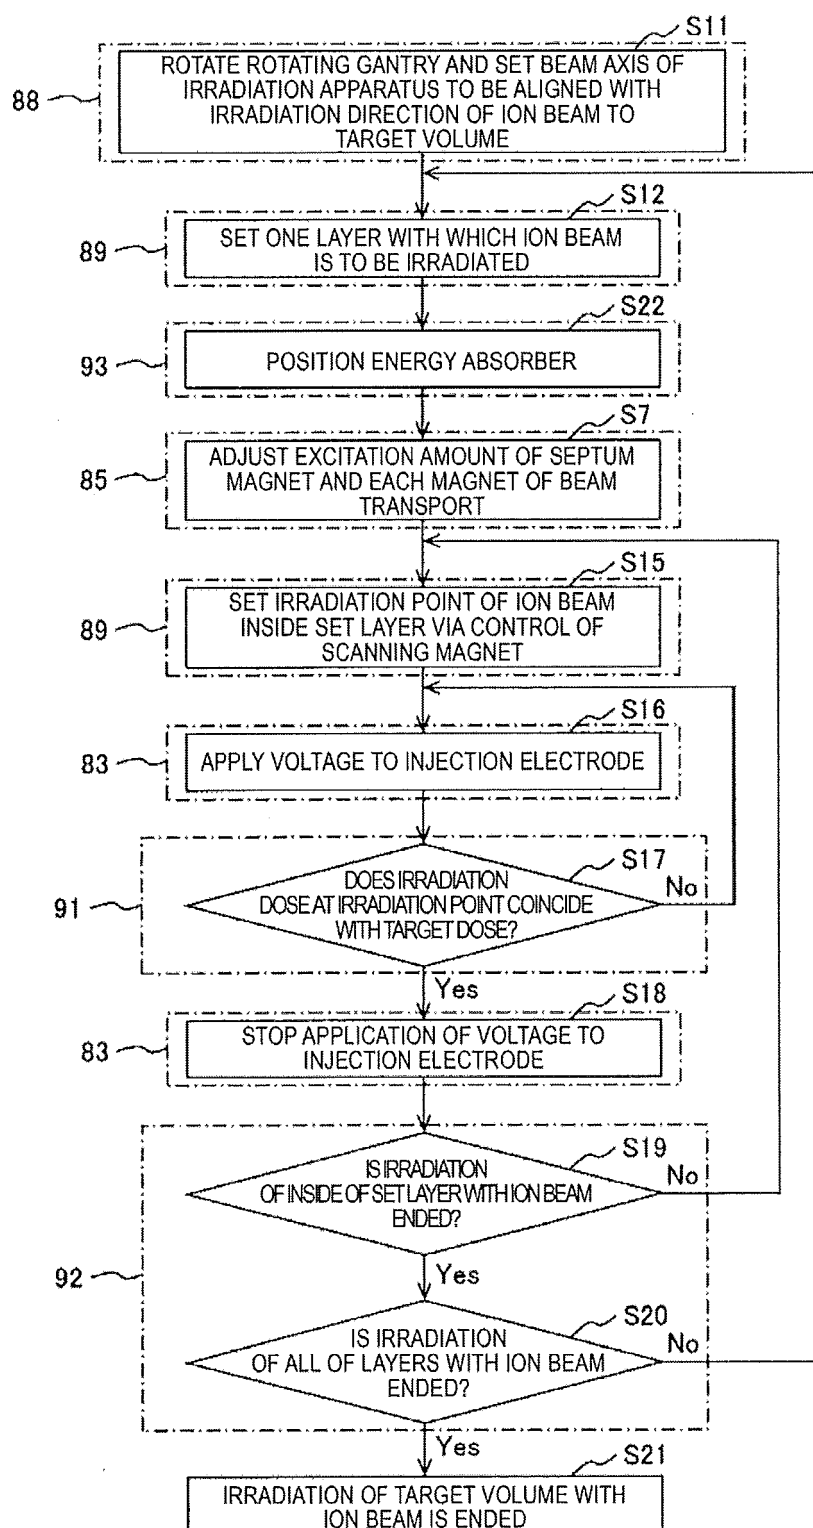 S11
ROTATE ROTATING GANTRY AND SET BEAM AXIS OF
IRRADIATION APPARATUS TO BE ALIGNED WITH
IRRADIATION DIRECTION OF ION BEAM TO
TARGET VOLUME
88
S12
SET ONE LAYER WITH WHICH ION BEAM
IS TO BE IRRADIATED
89
S22
POSITION ENERGY ABSORBER
93
S7
ADJUST EXCITATION AMOUNT OF SEPTUM
MAGNET AND EACH MAGNET OF BEAM
TRANSPORT
85
S15
SET IRRADIATION POINT OF ION BEAM
INSIDE SET LAYER VIA CONTROL OF
SCANNING MAGNET
89
S16
APPLY VOLTAGE TO INJECTION ELECTRODE
83
S17
DOES IRRADIATION
DOSE AT IRRADIATION POINT COINCIDE
WITH TARGET DOSE?
No
91
Yes
S18
STOP APPLICATION OF VOLTAGE TO
INJECTION ELECTRODE
83
S19
IS IRRADIATION
OF INSIDE OF SET LAYER WITH ION BEAM
ENDED?
No
92
Yes
S20
IS IRRADIATION
OF ALL OF LAYERS WITH ION BEAM
ENDED?
No
Yes
S21
IRRADIATION OF TARGET VOLUME WITH
ION BEAM IS ENDED